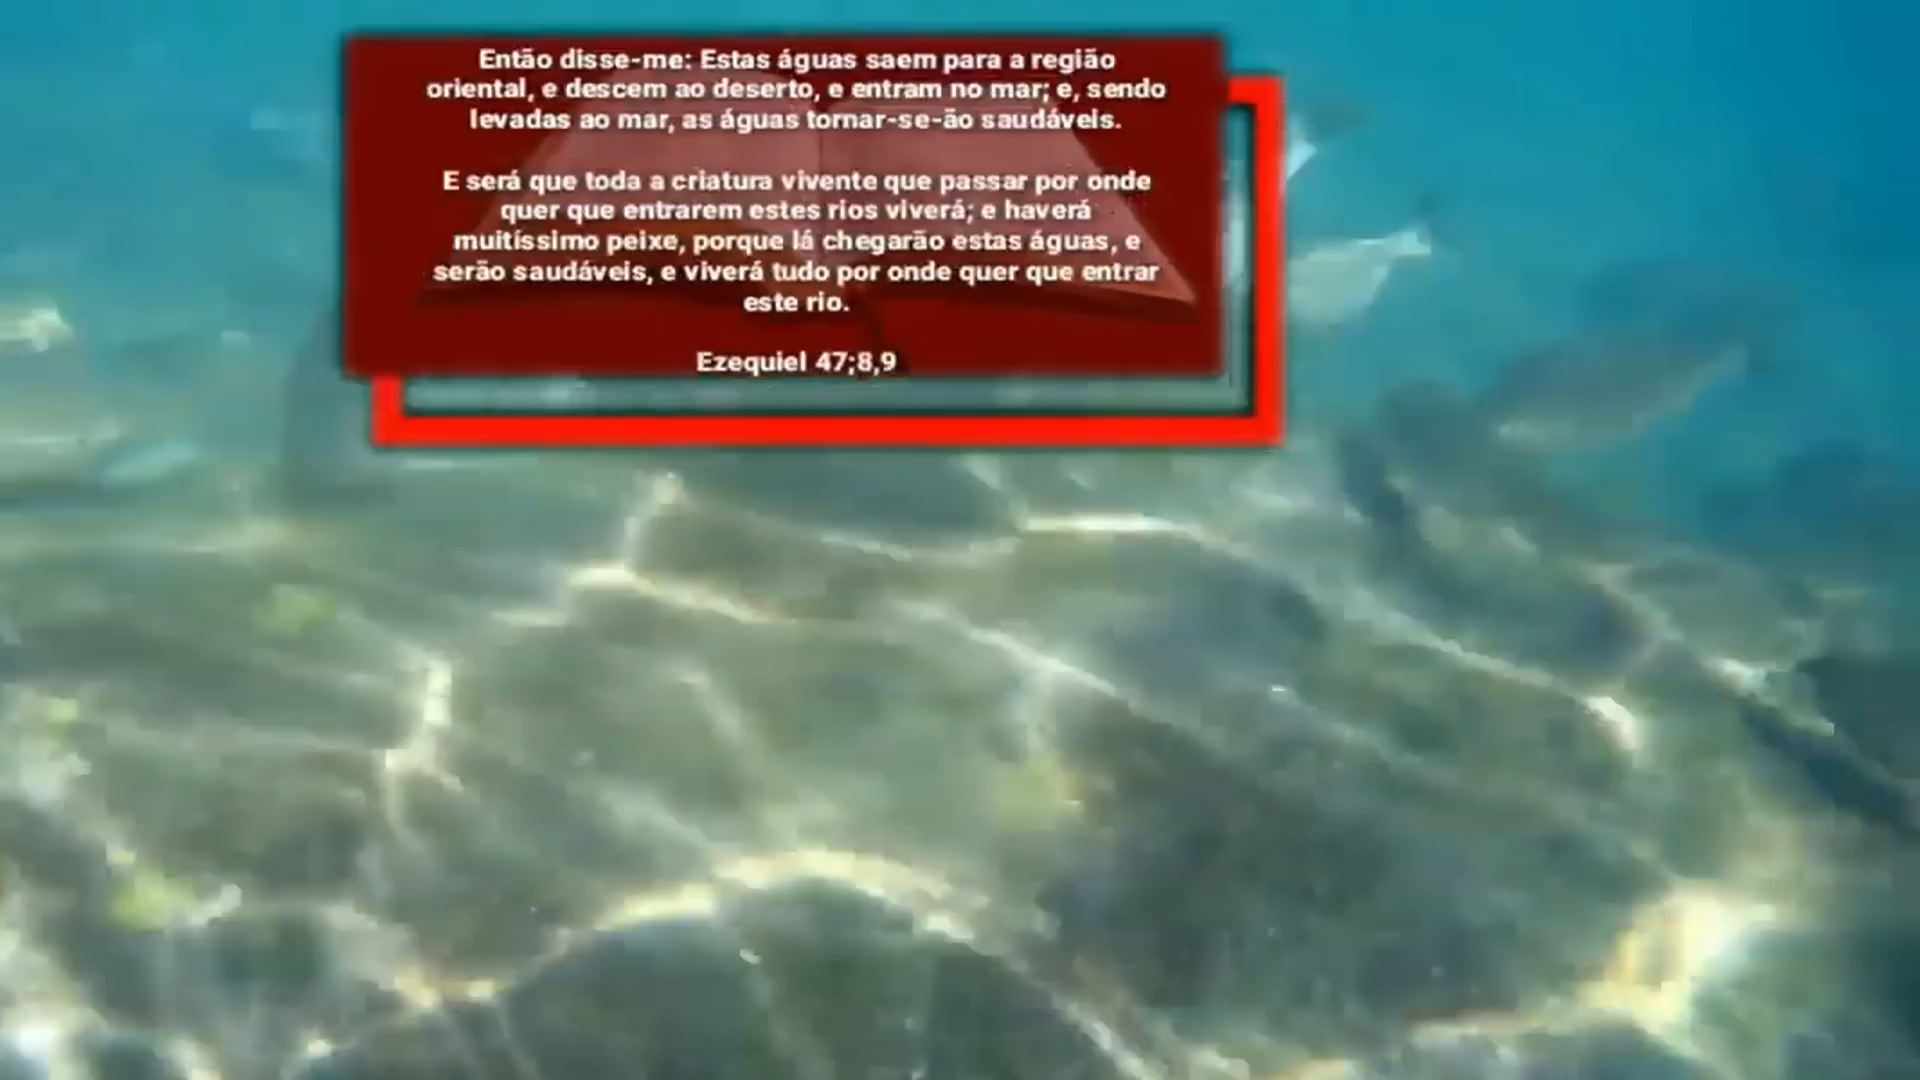 Então disse-me: Estas águas saem para a região
oriental, e descem ao deserto, e entram no mar; e, sendo
levadas ao mar, as águas tornar-se-ão saudáveis.
E será que toda a criatura vivente que passar por onde
quer que entrarem estes rios viverá; e haverá
muitíssimo peixe, porque lá chegarão estas águas, e
serão saudáveis, e viverá tudo por onde quer que entrar
este rio.
Ezequiel 47;8,9